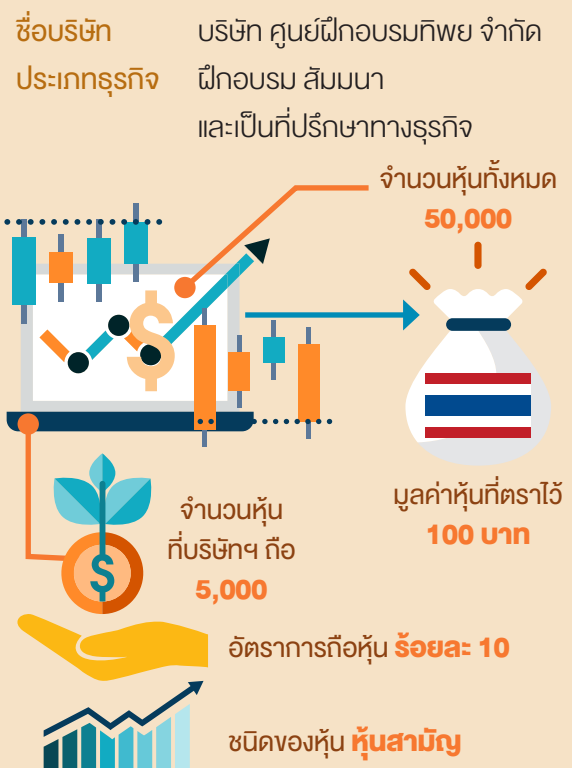 ชื่อบริษัท บริษัท ศูนย์ฝึกอบรมทิพย จำกัด
ประเภทธุรกิจ ฝึกอบรม สัมมนา
และเป็นที่ปรึกษาทางธุรกิจ
จำนวนหุ้นทั้งหมด
50,000
$
มูลค่าหุ้นที่ตราไว้
100 บาท
จำนวนหุ้น
ที่บริษัทฯ ถือ
5,000
$
อัตราการถือหุ้น ร้อยละ 10
ชนิดของหุ้น หุ้นสามัญ